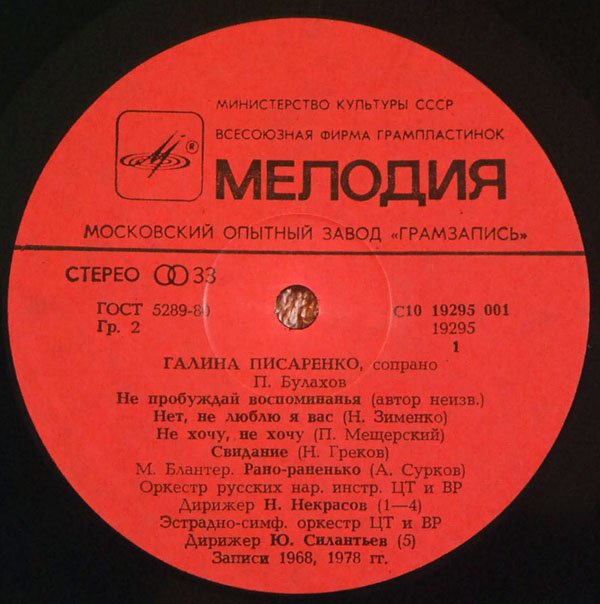 МИНИСТЕРСТВО КУЛЬТУРЫ СССР
ВСЕСОЮЗНАЯ ФИРМА ГРАМПЛАСТИНОК
®
МЕЛОДИЯ
МОСКОВСКИЙ ОПЫТНЫЙ ЗАВОД «ГРАМЗАПИСЬ»
СТЕРЕО 33
ГОСТ 5289-80 С10 19295 001
Гр. 2 19295
1
ГАЛИНА ПИСАРЕНКО, сопрано
П. Булахов
Не пробуждай воспоминанья (автор неизв.)
Нет, не люблю я вас (Н. Зименко)
Не хочу, не хочу (П. Мещерский)
Свидание (Н. Греков)
М. Блантер. Рано-раненько (А. Сурков)
Оркестр русских нар. инстр. ЦТ и ВР
Дирижер Н. Некрасов (1—4)
Эстрадно-симф. оркестр ЦТ и ВР
Дирижер Ю. Силантьев (5)
Записи 1968, 1978 гг.